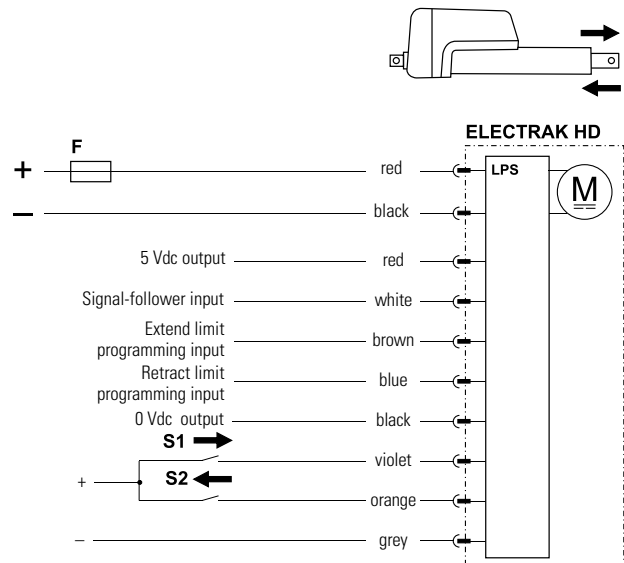 ELECTRAK HD
F
+ red LPS
M
– black
5 Vdc output red
Signal-follower input white
Extend limit
programming input brown
Retract limit
programming input blue
0 Vdc output black
S1 violet
+ S2
orange
– grey